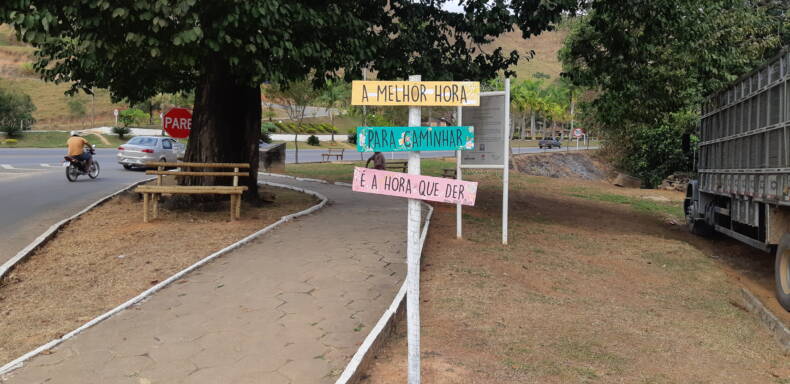 PARE
A MELHOR HORA
PARA CAMINHAR
É A HORA QUE DER